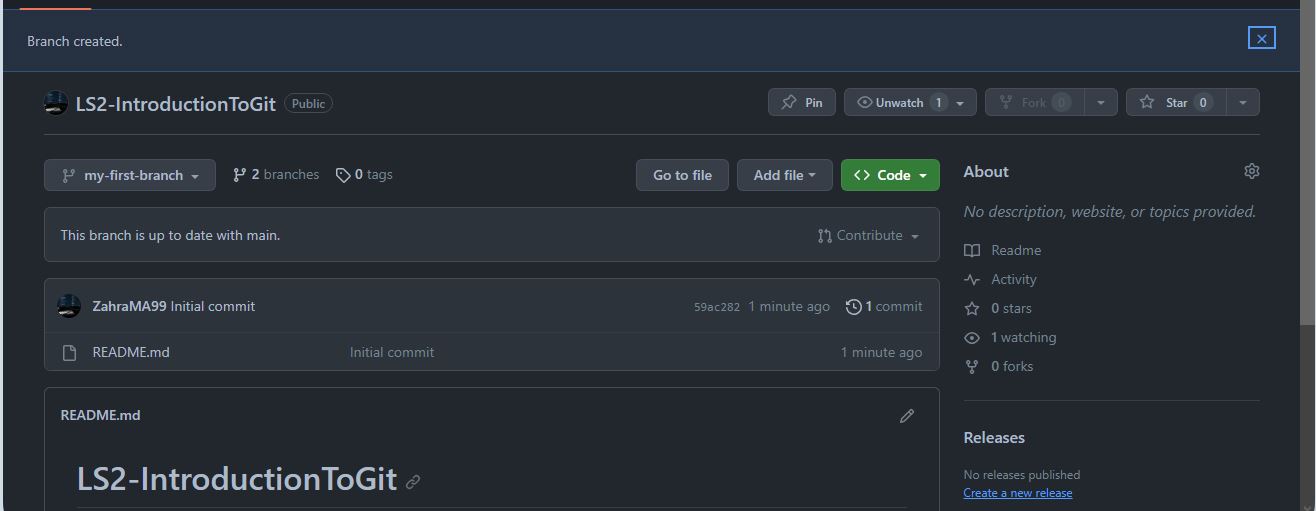 Branch created.
LS2-IntroductionToGit Public
Pin
Unwatch 1
Fork 0
Star 0
my-first-branch
2 branches
0 tags
Go to file
Add file
Code
This branch is up to date with main.
Contribute
ZahraMA99 Initial commit
59ac282 1 minute ago
1 commit
README.md Initial commit 1 minute ago
README.md
LS2-IntroductionToGit
About
No description, website, or topics provided.
Readme
Activity
0 stars
1 watching
0 forks
Releases
No releases published
Create a new release